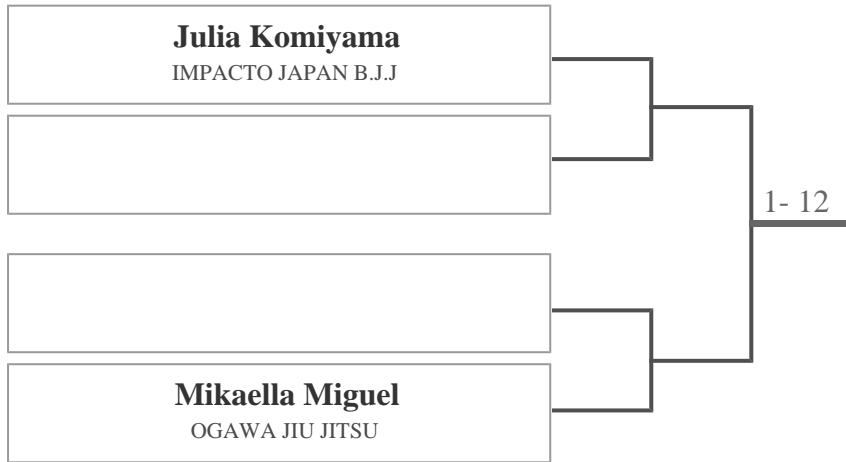 Julia Komiyama
IMPACTO JAPAN B.J.J
1- 12
Mikaella Miguel
OGAWA JIU JITSU